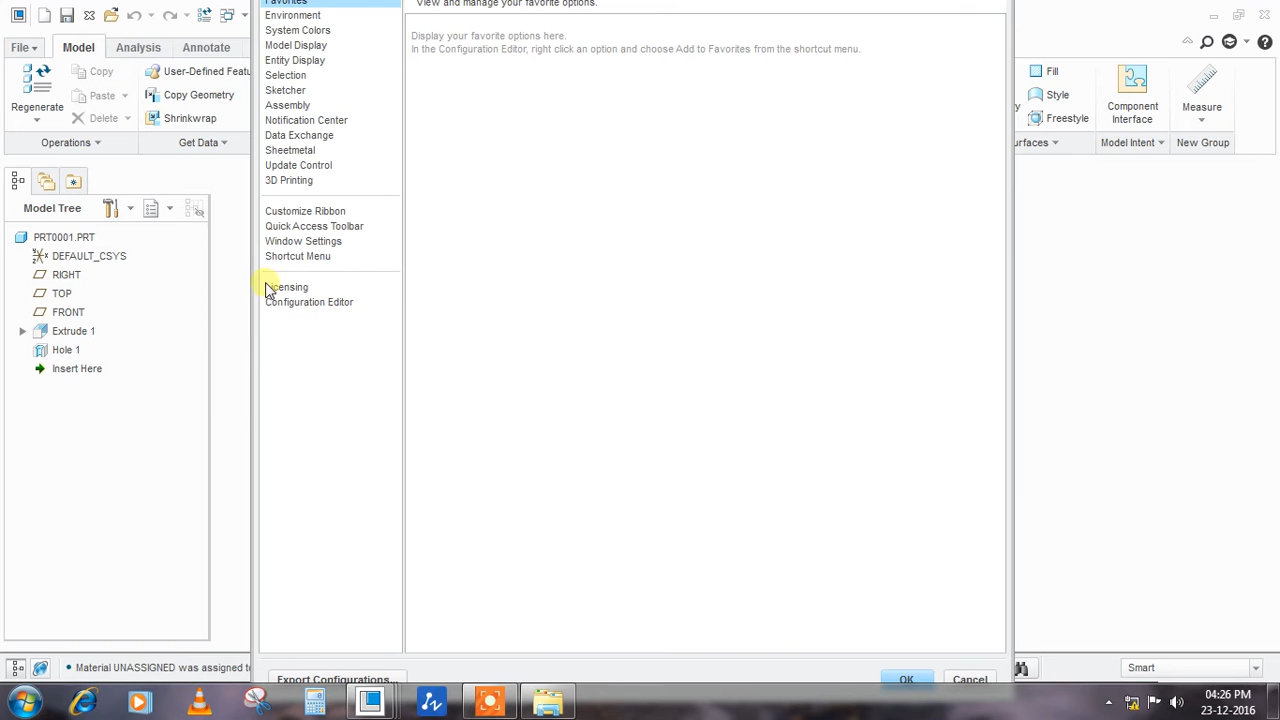 Favorites
View and manage your favorite options.
Environment
System Colors
Model Display
Entity Display
Selection
Sketcher
Assembly
Notification Center
Data Exchange
Sheetmetal
Update Control
3D Printing
Customize Ribbon
Quick Access Toolbar
Window Settings
Shortcut Menu
Licensing
Configuration Editor
Display your favorite options here.
In the Configuration Editor, right click an option and choose Add to Favorites from the shortcut menu.
Export Configurations...
OK
Cancel
File
Model
Analysis
Annotate
Regenerate
Copy
Paste
Delete
Operations
User-Defined Featu
Copy Geometry
Shrinkwrap
Get Data
Fill
Style
Freestyle
Component
Interface
Model Intent
Measure
New Group
Model Tree
PRT0001.PRT
DEFAULT_CSYS
RIGHT
TOP
FRONT
Extrude 1
Hole 1
Insert Here
Material UNASSIGNED was assigned to
Smart
04:26 PM
23-12-2016